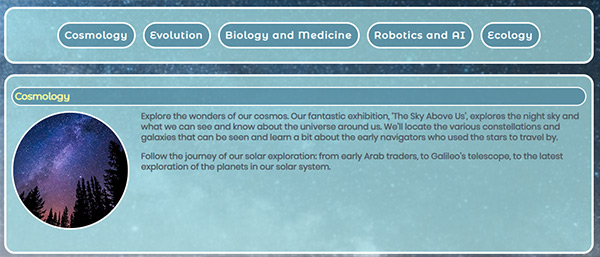 Cosmology Evolution Biology and Medicine Robotics and AI Ecology
Cosmology
Explore the wonders of our cosmos. Our fantastic exhibition, 'The Sky Above Us', explores the night sky and
what we can see and know about the universe around us. We'll locate the various constellations and
galaxies that can be seen and learn a bit about the early navigators who used the stars to travel by.
Follow the journey of our solar exploration: from early Arab traders, to Galileo's telescope, to the latest
exploration of the planets in our solar system.